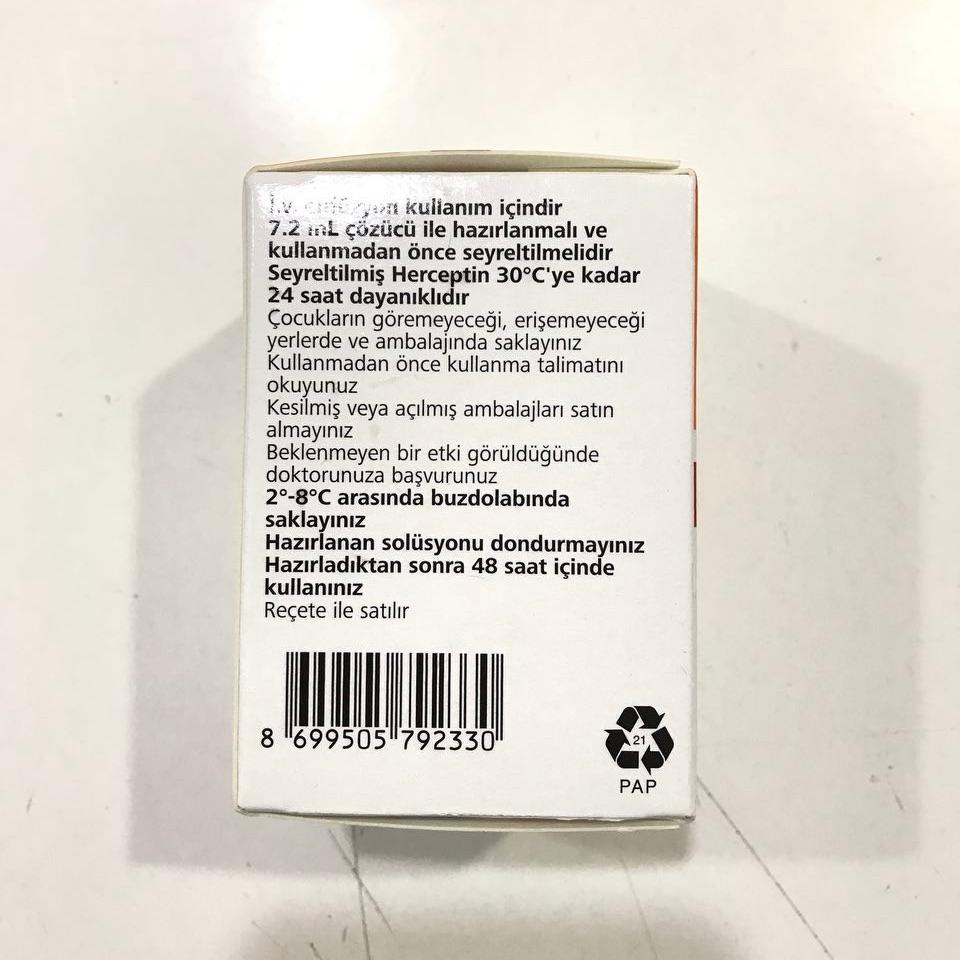 İ.v. infüzyon kullanım içindir
7.2 mL çözücü ile hazırlanmalı ve
kullanmadan önce seyreltilmelidir
Seyreltilmiş Herceptin 30°C'ye kadar
24 saat dayanıklıdır
Çocukların göremeyeceği, erişemeyeceği
yerlerde ve ambalajında saklayınız
Kullanmadan önce kullanma talimatını
okuyunuz
Kesilmiş veya açılmış ambalajları satın
almayınız
Beklenmeyen bir etki görüldüğünde
doktorunuza başvurunuz
2°-8°C arasında buzdolabında
saklayınız
Hazırlanan solüsyonu dondurmayınız
Hazırladıktan sonra 48 saat içinde
kullanınız
Reçete ile satılır
8 699505 792330
21
PAP